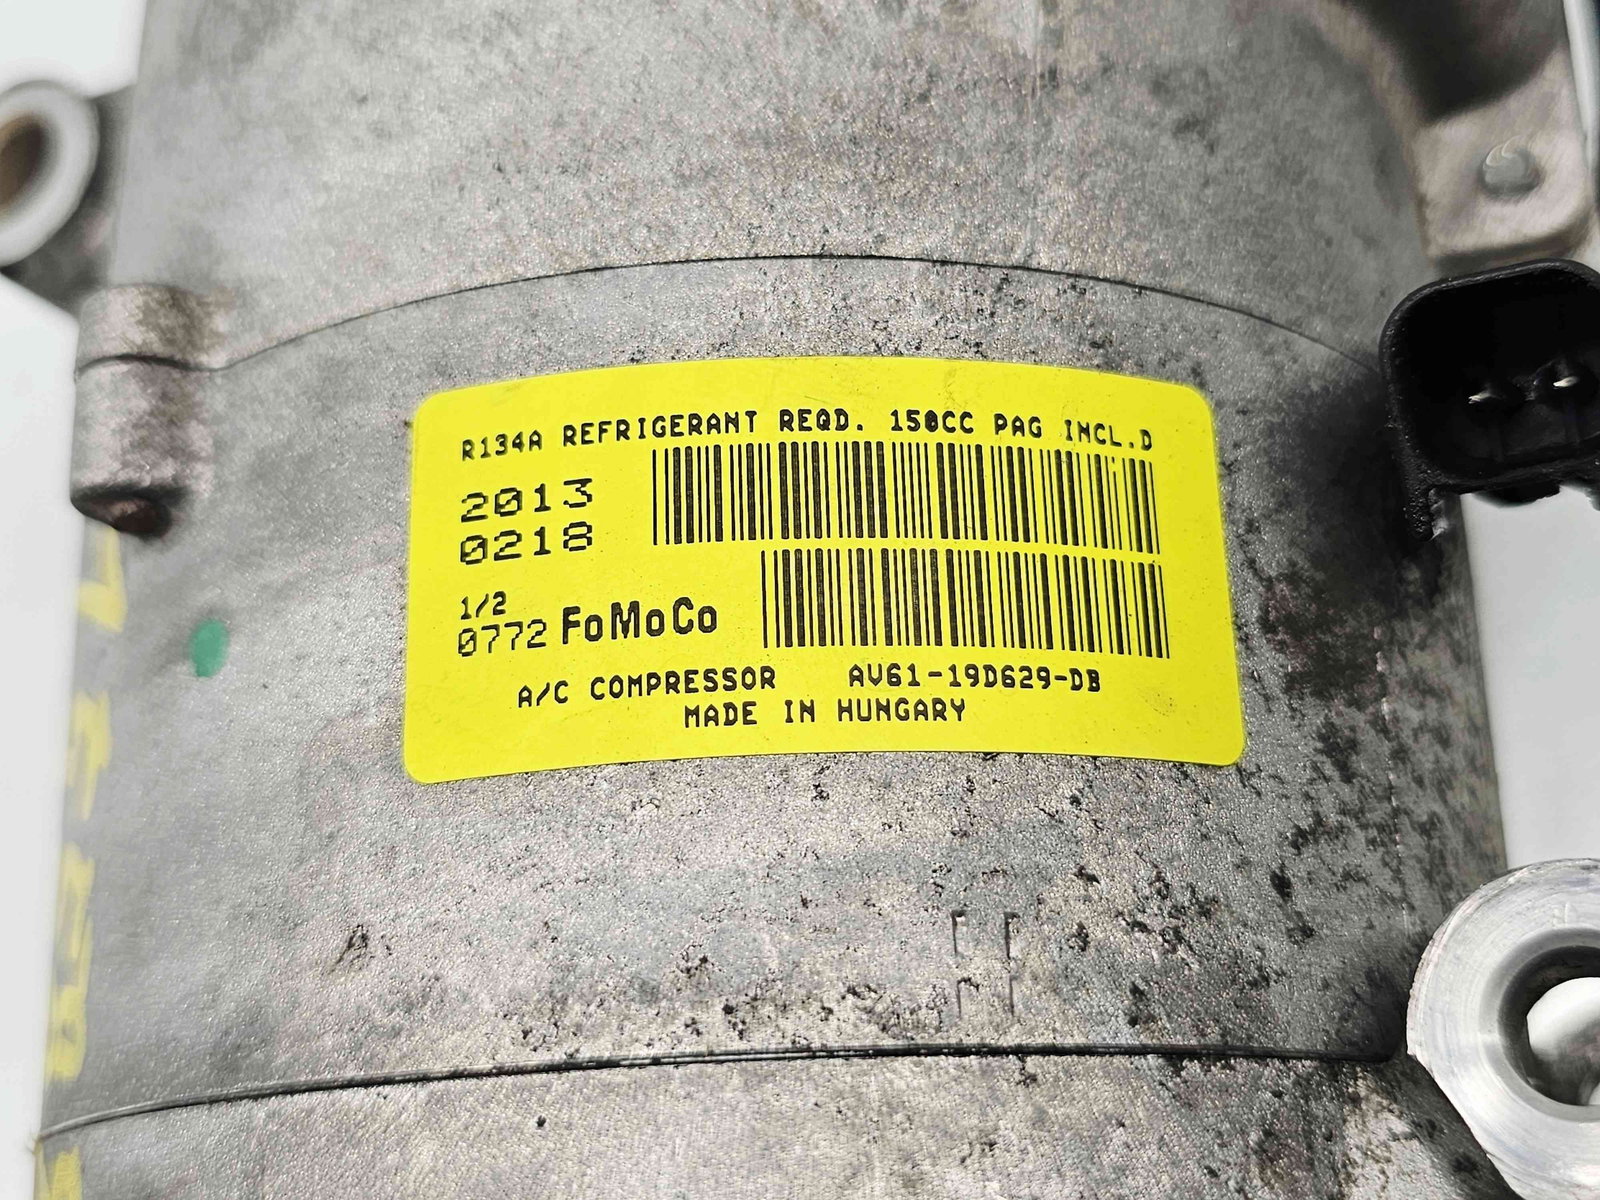 R134A REFRIGERANT REQD. 150CC PAG INCL.D
2013
0218
1/2
0772 FoMoCo
A/C COMPRESSOR AV61-19D629-DB
MADE IN HUNGARY